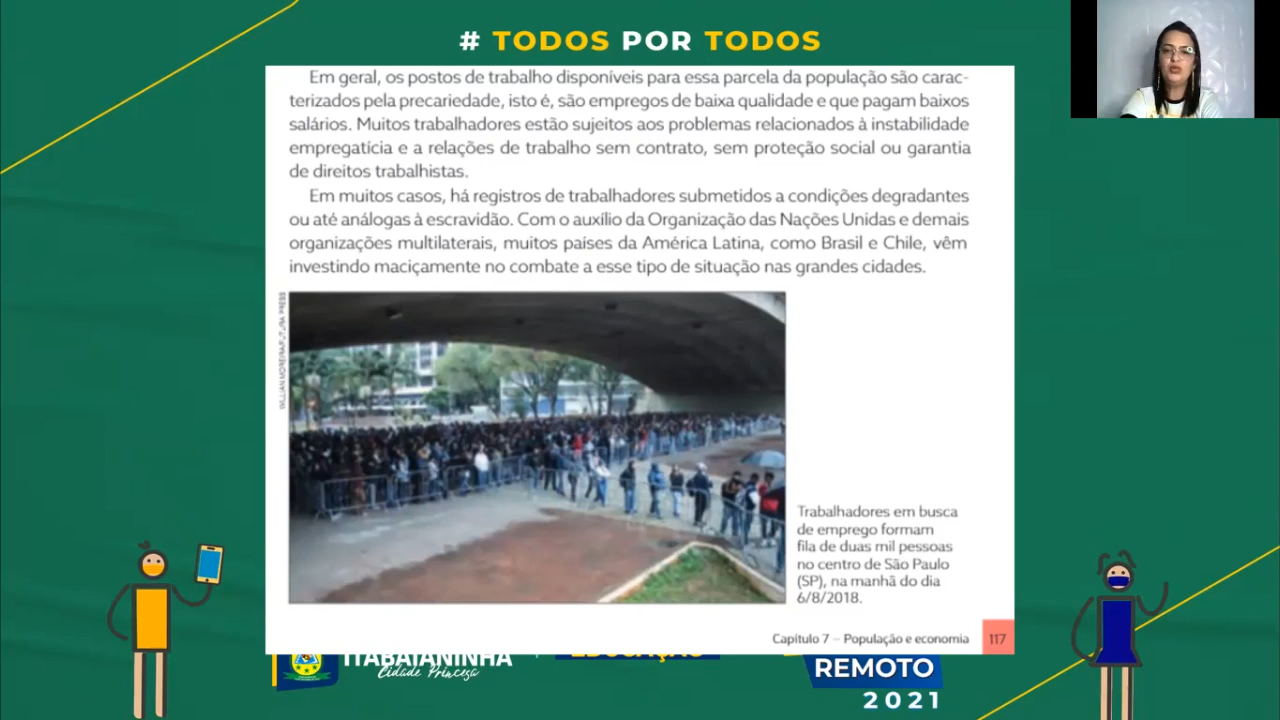 # TODOS POR TODOS
Em geral, os postos de trabalho disponíveis para essa parcela da população são carac-
terizados pela precariedade, isto é, são empregos de baixa qualidade e que pagam baixos
salários. Muitos trabalhadores estão sujeitos aos problemas relacionados à instabilidade
empregatícia e a relações de trabalho sem contrato, sem proteção social ou garantia
de direitos trabalhistas.
Em muitos casos, há registros de trabalhadores submetidos a condições degradantes
ou até análogas à escravidão. Com o auxílio da Organização das Nações Unidas e demais
organizações multilaterais, muitos países da América Latina, como Brasil e Chile, vêm
investindo maciçamente no combate a esse tipo de situação nas grandes cidades.
WILLIAN MOREIRA/FUTURA PRESS
Trabalhadores em busca
de emprego formam
fila de duas mil pessoas
no centro de São Paulo
(SP), na manhã do dia
6/8/2018.
Capítulo 7 – População e economia 117
ITABAIANINHA
Cidade Princesa
EDUCAÇÃO
REMOTO
2021